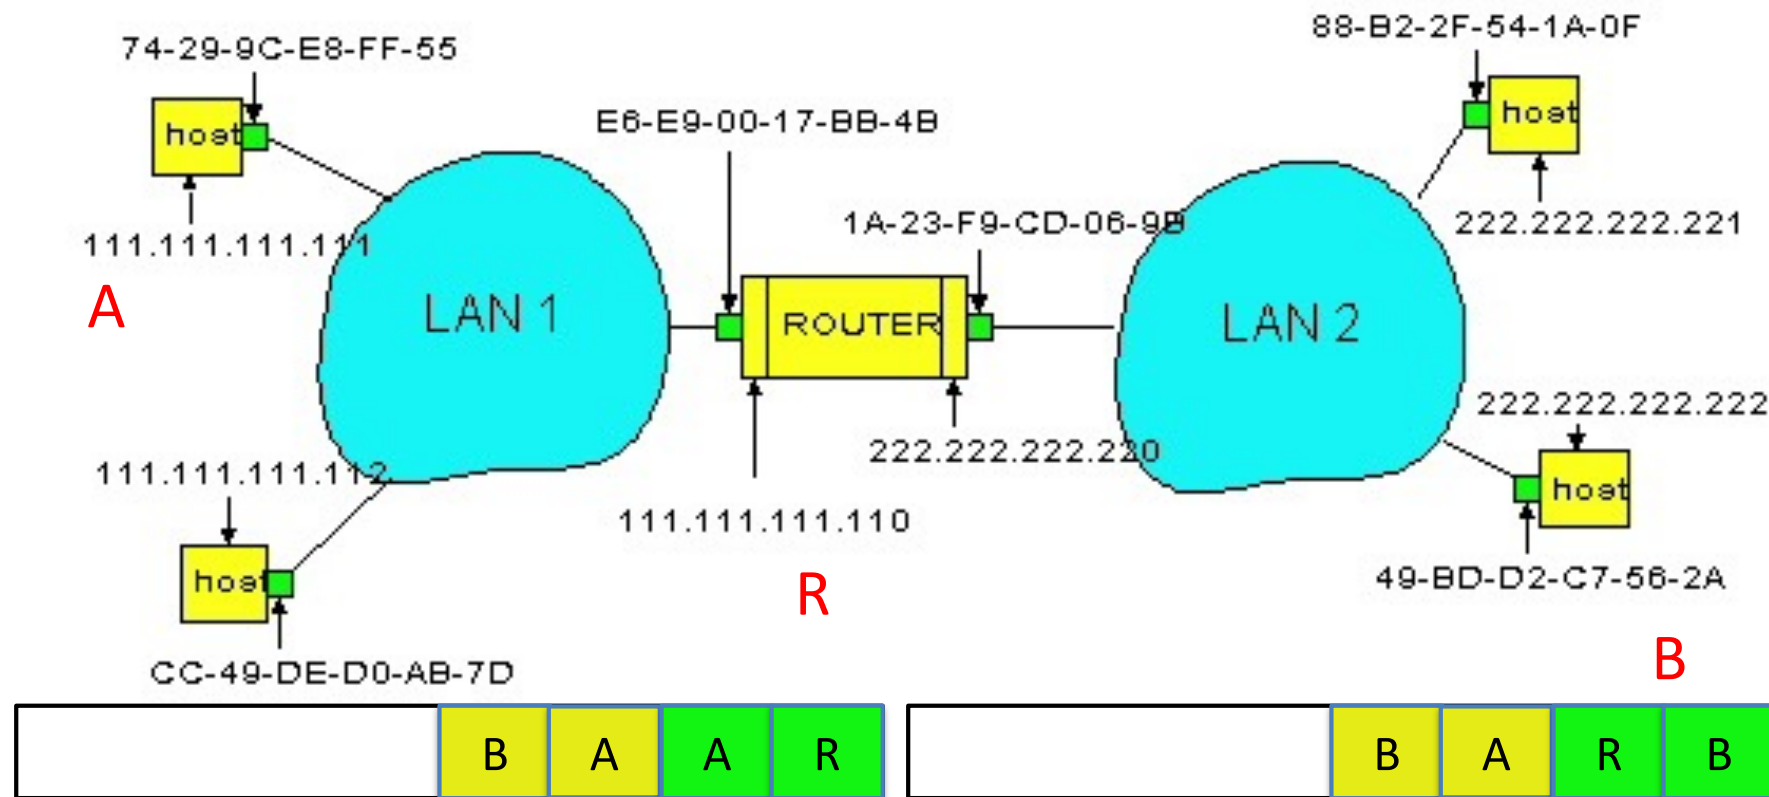 88-B2-2F-54-1A-0F
74-29-9C-E8-FF-55
host
E6-E9-00-17-BB-4B
host
1A-23-F9-CD-06-9B
222.222.222.221
111.111.111.111
A
LAN 1
ROUTER
LAN 2
222.222.222.222
222.222.222.220
111.111.111.112
host
111.111.111.110
host
R
49-BD-D2-C7-56-2A
CC-49-DE-D0-AB-7D
B
B A A R
B A R B